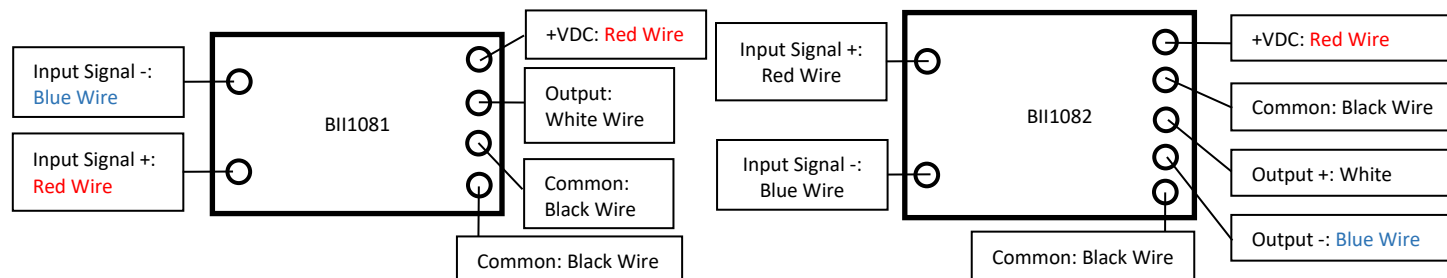 Input Signal -:
Blue Wire
Input Signal +:
Red Wire
BII1081
+VDC: Red Wire
Output:
White Wire
Common:
Black Wire
Common: Black Wire
Input Signal +:
Red Wire
Input Signal -:
Blue Wire
BII1082
+VDC: Red Wire
Common: Black Wire
Output +: White
Output -: Blue Wire
Common: Black Wire